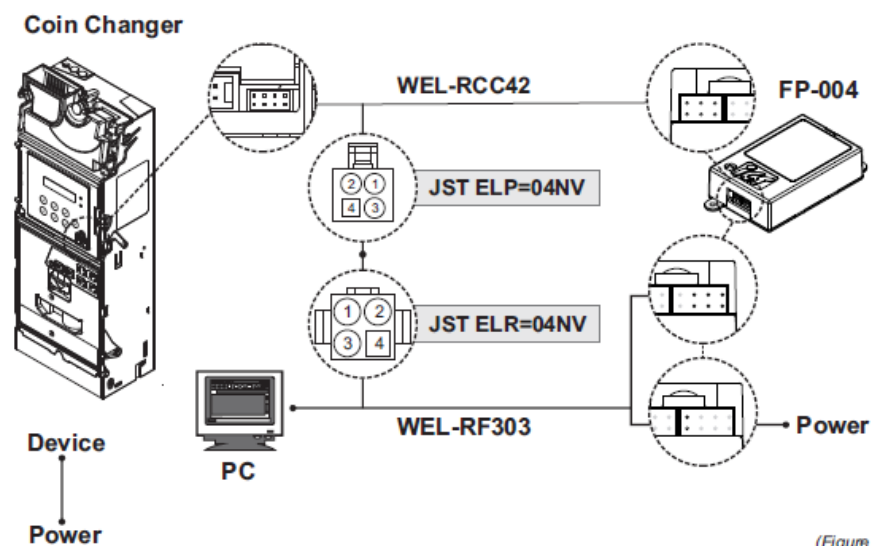 Coin Changer
WEL-RCC42
FP-004
2 1
4 3
JST ELP=04NV
1 2
3 4
JST ELR=04NV
WEL-RF303
Power
PC
Device
Power
(Figure